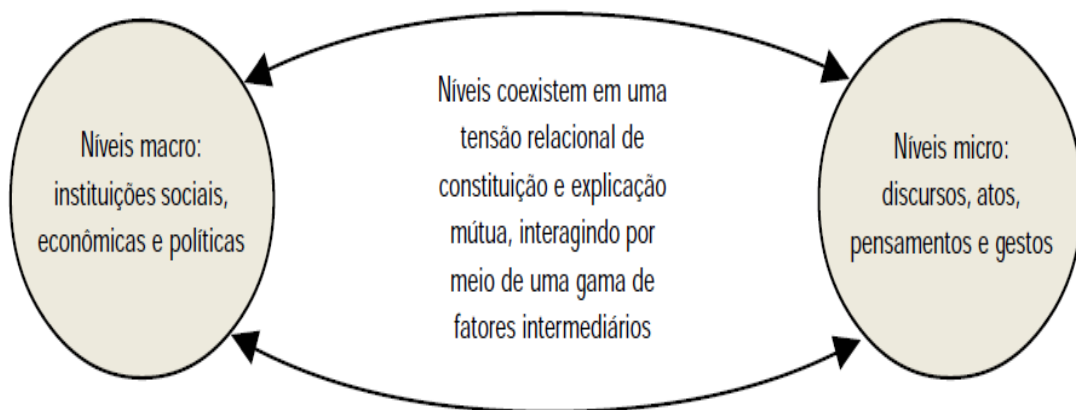 Níveis macro:
instituições sociais,
econômicas e políticas
Níveis coexistem em uma
tensão relacional de
constituição e explicação
mútua, interagindo por
meio de uma gama de
fatores intermediários
Níveis micro:
discursos, atos,
pensamentos e gestos